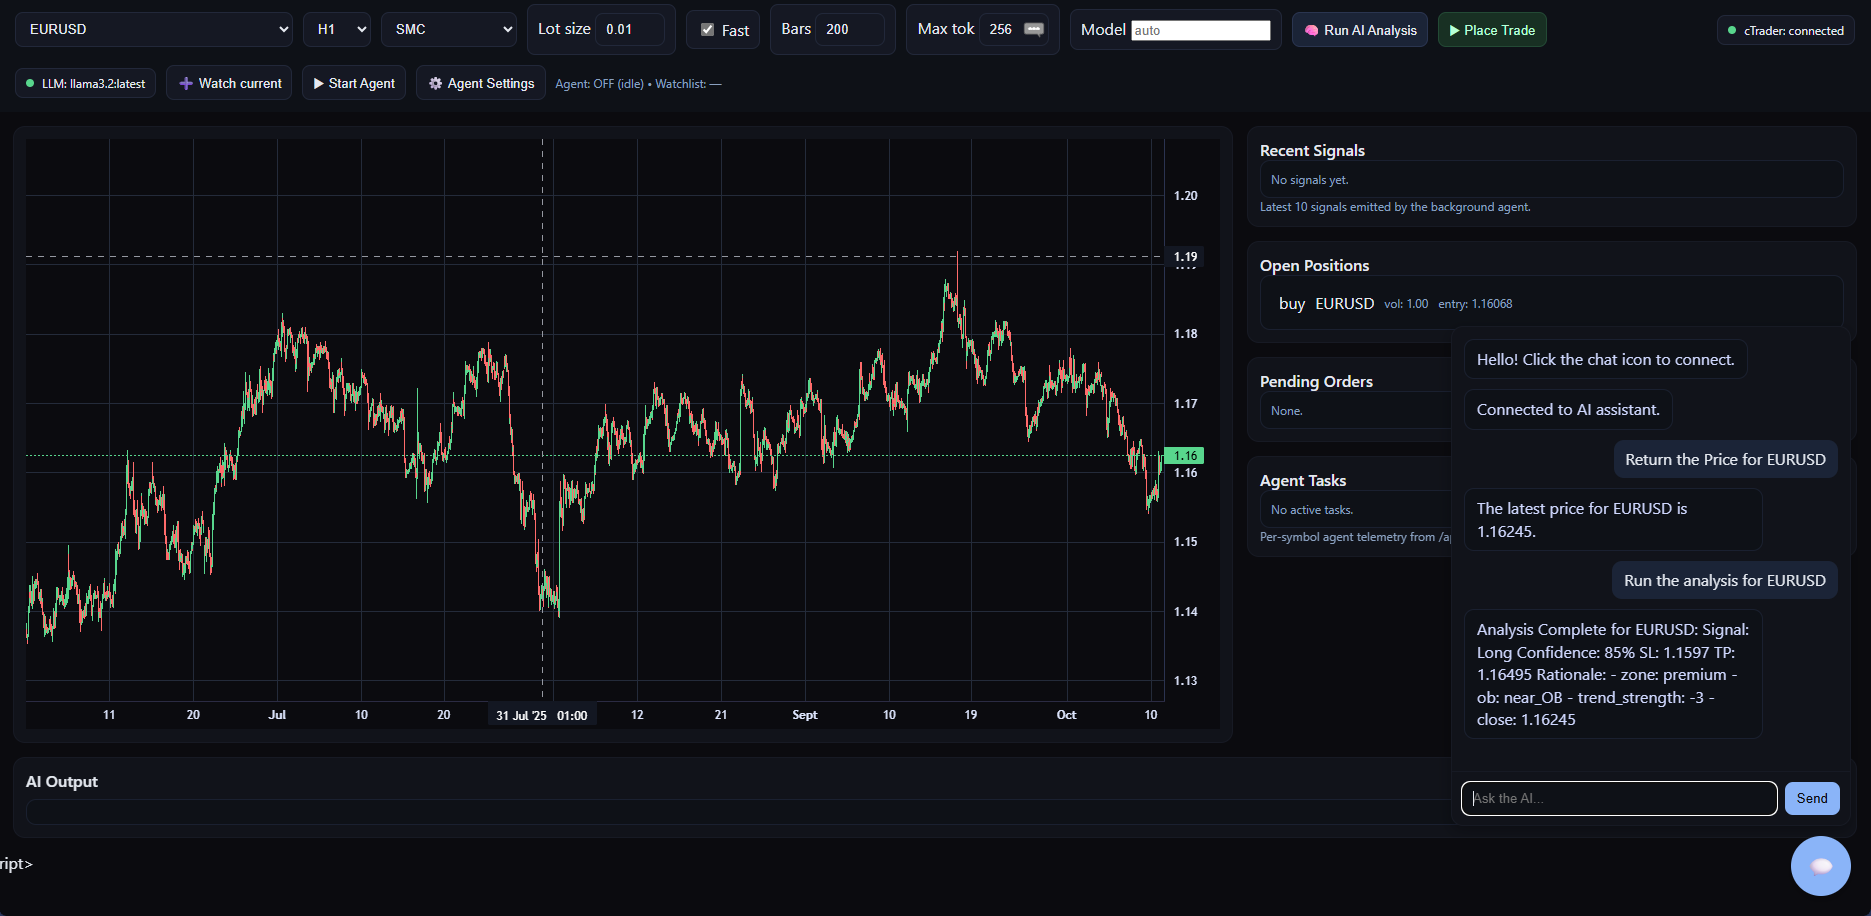 EURUSD
H1
SMC
Lot size 0.01
Fast
Bars 200
Max tok 256
Model auto
Run AI Analysis
Place Trade
cTrader: connected
LLM: llama3.2:latest
Watch current
Start Agent
Agent Settings
Agent: OFF (idle) • Watchlist: —
1.20
1.19
1.18
1.17
1.16
1.16
1.15
1.14
1.13
11 20 Jul 10 20 31 Jul '25 01:00 12 21 Sept 10 19 Oct 10
Recent Signals
No signals yet.
Latest 10 signals emitted by the background agent.
Open Positions
buy EURUSD vol: 1.00 entry: 1.16068
Pending Orders
None.
Agent Tasks
No active tasks.
Per-symbol agent telemetry from /ap
Hello! Click the chat icon to connect.
Connected to AI assistant.
Return the Price for EURUSD
The latest price for EURUSD is
1.16245.
Run the analysis for EURUSD
Analysis Complete for EURUSD: Signal:
Long Confidence: 85% SL: 1.1597 TP:
1.16495 Rationale: - zone: premium -
ob: near_OB - trend_strength: -3 -
close: 1.16245
Ask the AI...
Send
AI Output
ript>